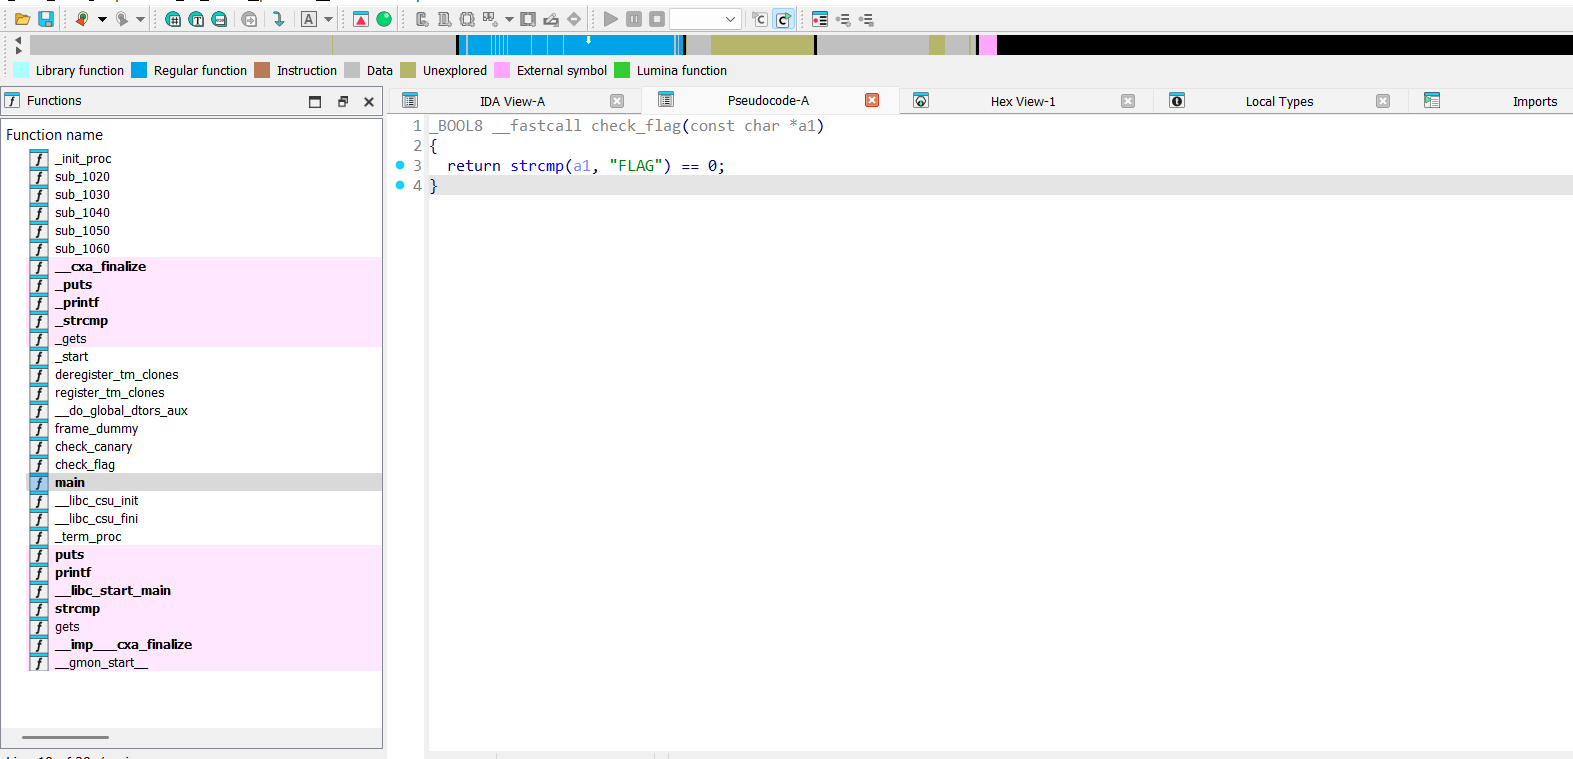 Library function Regular function Instruction Data Unexplored External symbol Lumina function
Functions
IDA View-A Pseudocode-A Hex View-1 Local Types Imports
Function name
_init_proc
sub_1020
sub_1030
sub_1040
sub_1050
sub_1060
__cxa_finalize
_puts
_printf
_strcmp
_gets
_start
deregister_tm_clones
register_tm_clones
__do_global_dtors_aux
frame_dummy
check_canary
check_flag
main
__libc_csu_init
__libc_csu_fini
_term_proc
puts
printf
__libc_start_main
strcmp
gets
__imp___cxa_finalize
__gmon_start__
1 _BOOL8 __fastcall check_flag(const char *a1)
2 {
3 return strcmp(a1, "FLAG") == 0;
4 }